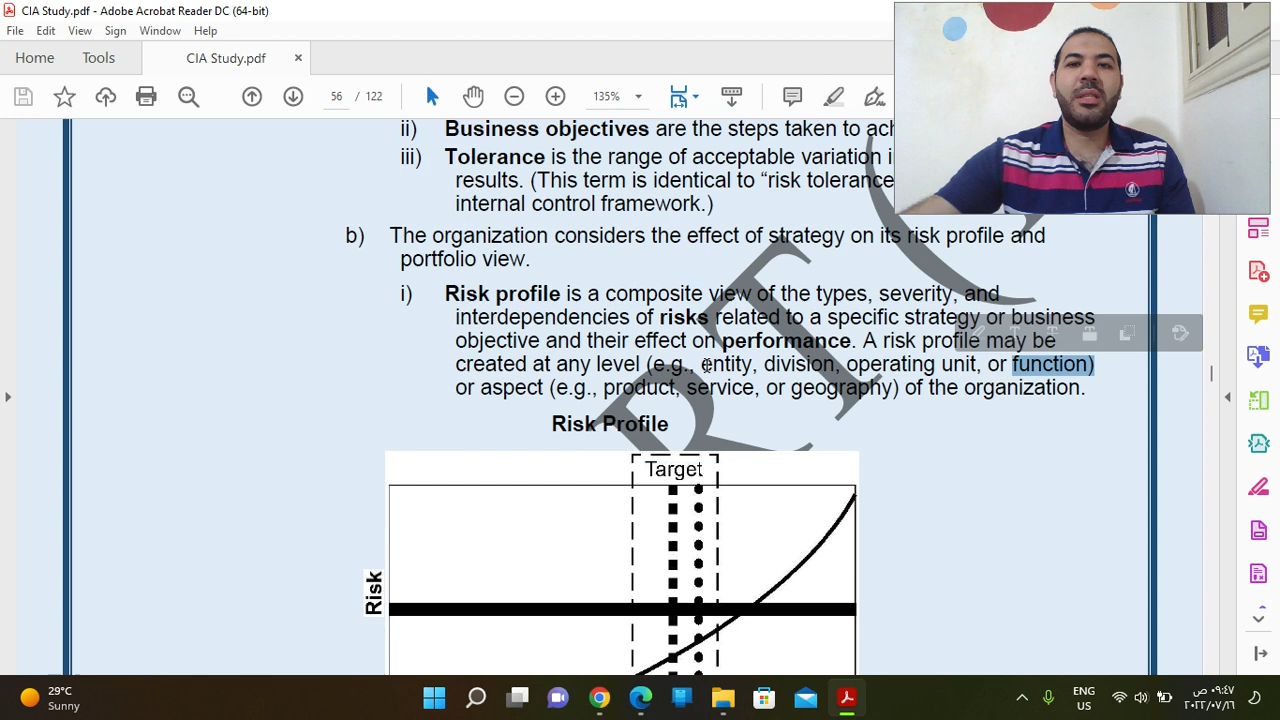 CIA Study.pdf - Adobe Acrobat Reader DC (64-bit)
File Edit View Sign Window Help
Home Tools CIA Study.pdf ×
56 / 122 135%
ii) Business objectives are the steps taken to
iii) Tolerance is the range of acceptable variation
results. (This term is identical to “risk tolerance
internal control framework.)
b) The organization considers the effect of strategy on its risk profile and
portfolio view.
i) Risk profile is a composite view of the types, severity, and
interdependencies of risks related to a specific strategy or business
objective and their effect on performance. A risk profile may be
created at any level (e.g., entity, division, operating unit, or function)
or aspect (e.g., product, service, or geography) of the organization.
Risk Profile
Target
Risk
29°C
Sunny
ENG
US
٠٩:٤٧ ص
٢٠٢٢/٠٧/١٦